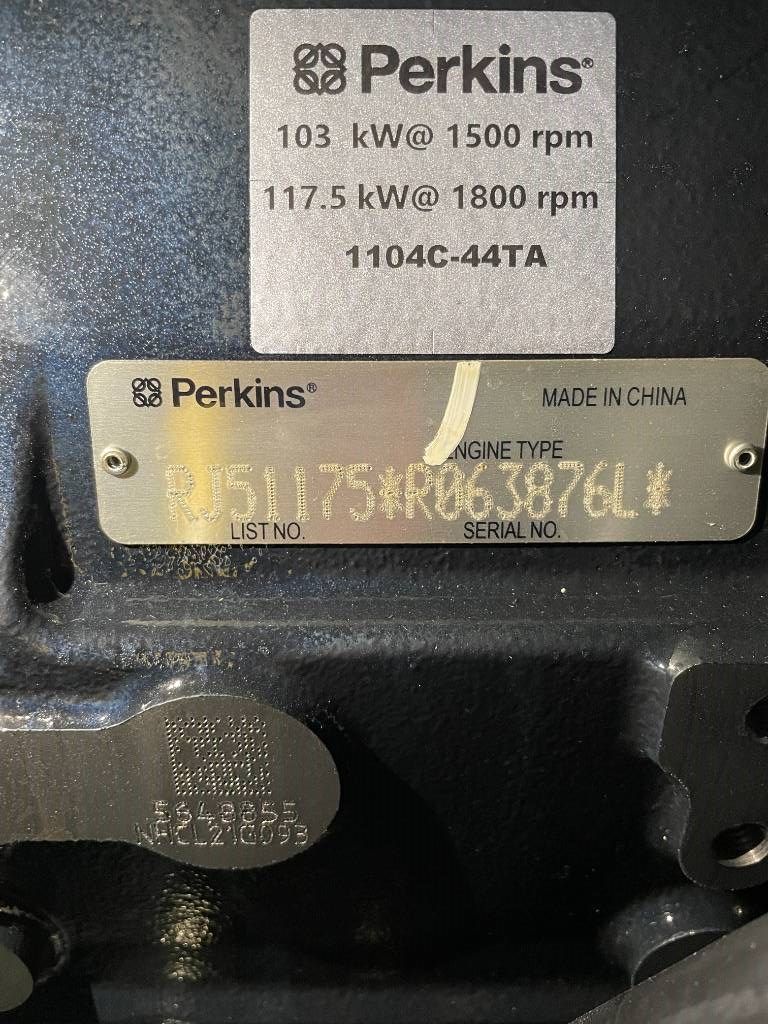 Perkins®
103 kW@ 1500 rpm
117.5 kW@ 1800 rpm
1104C-44TA
Perkins®
MADE IN CHINA
ENGINE TYPE
RJ51175*R063876L*
LIST NO. SERIAL NO.
5648855